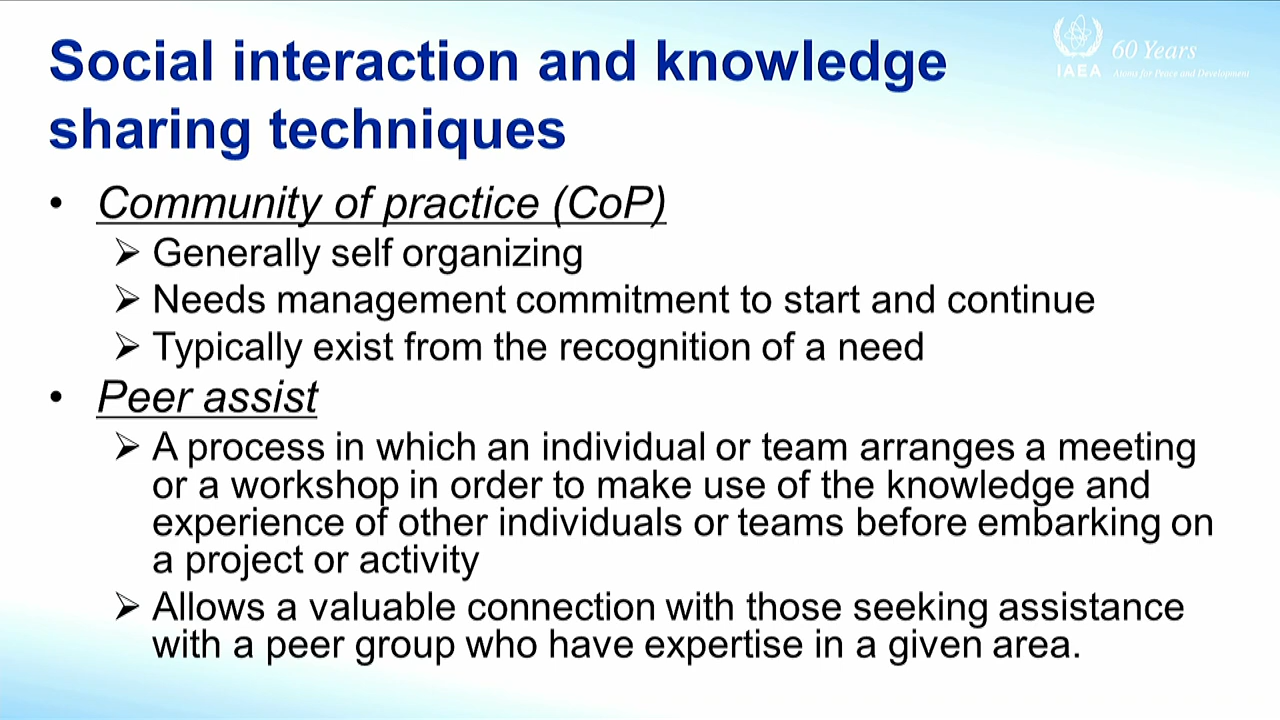 Social interaction and knowledge
sharing techniques
IAEA
60 Years
Atoms for Peace and Development
• Community of practice (CoP)
➢ Generally self organizing
➢ Needs management commitment to start and continue
➢ Typically exist from the recognition of a need
• Peer assist
➢ A process in which an individual or team arranges a meeting
or a workshop in order to make use of the knowledge and
experience of other individuals or teams before embarking on
a project or activity
➢ Allows a valuable connection with those seeking assistance
with a peer group who have expertise in a given area.